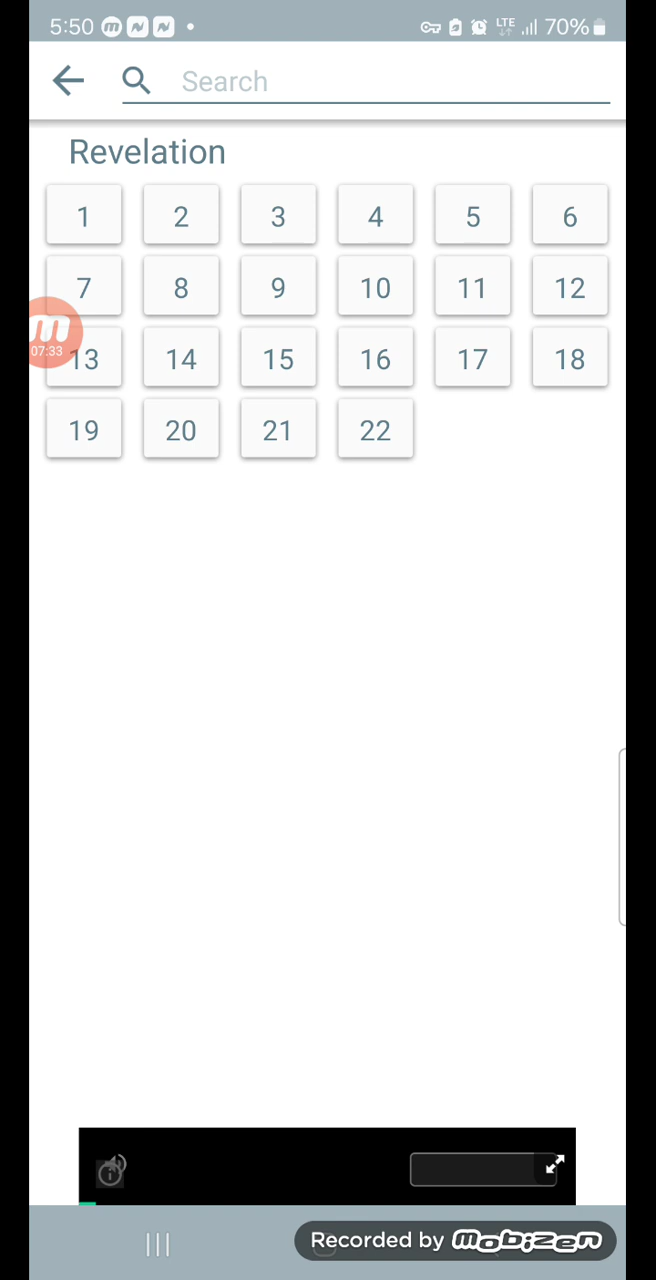 5:50 LTE 70%
Search
Revelation
1 2 3 4 5 6
7 8 9 10 11 12
07:33
13 14 15 16 17 18
19 20 21 22
Recorded by mobizen